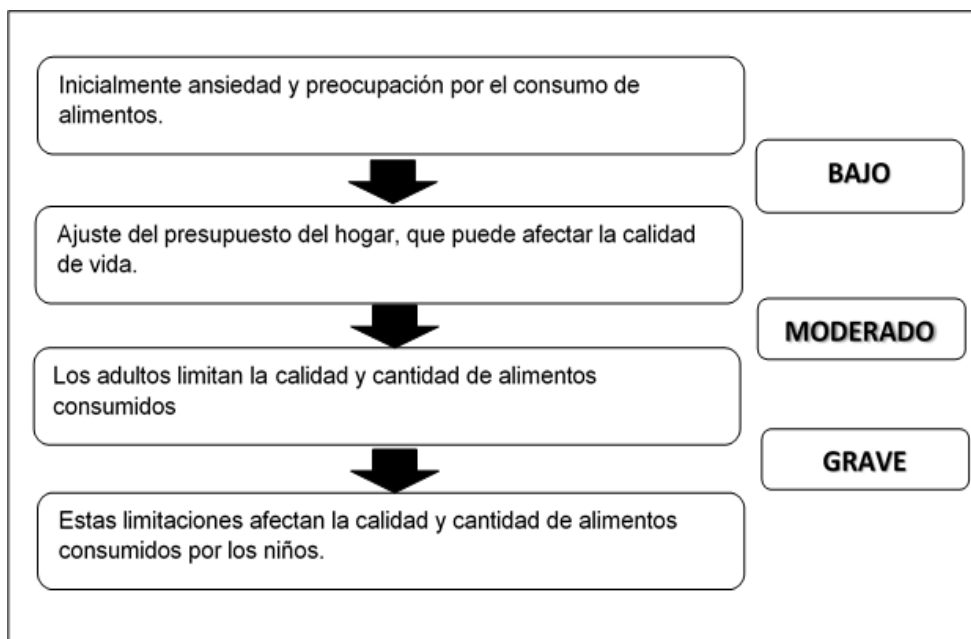 Inicialmente ansiedad y preocupación por el consumo de
alimentos.
BAJO
Ajuste del presupuesto del hogar, que puede afectar la calidad
de vida.
MODERADO
Los adultos limitan la calidad y cantidad de alimentos
consumidos
GRAVE
Estas limitaciones afectan la calidad y cantidad de alimentos
consumidos por los niños.